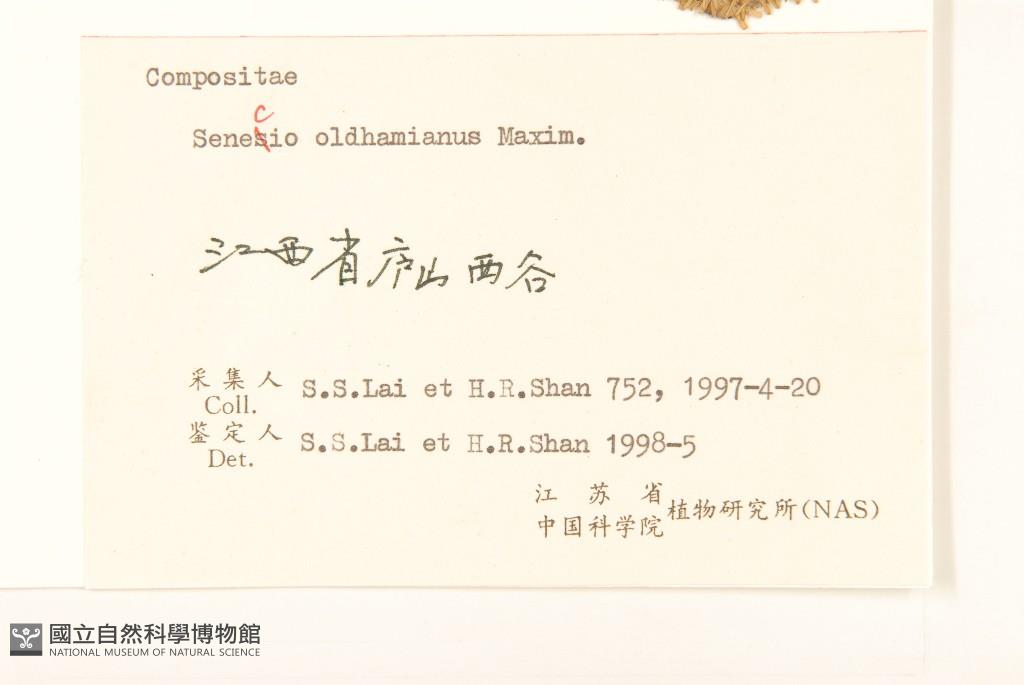 Compositae
c
Senesio oldhamianus Maxim.
江西省庐山西谷
采集人 S.S.Lai et H.R.Shan 752, 1997-4-20
Coll.
鉴定人 S.S.Lai et H.R.Shan 1998-5
Det.
江苏省
中国科学院植物研究所(NAS)
國立自然科學博物館
NATIONAL MUSEUM OF NATURAL SCIENCE